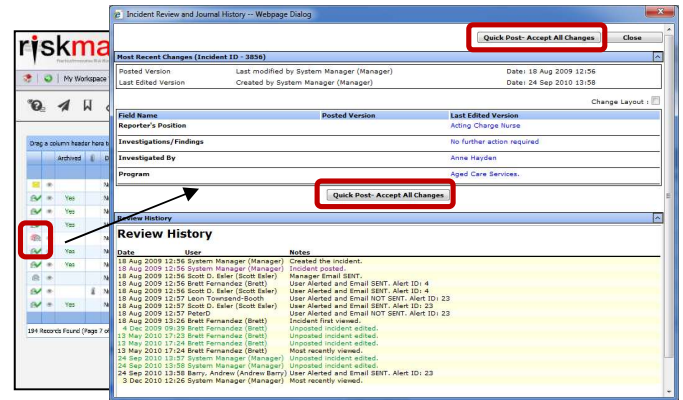 Incident Review and Journal History -- Webpage Dialog
Quick Post- Accept All Changes Close
Most Recent Changes (Incident ID - 3856)
Posted Version Last modified by System Manager (Manager) Date: 18 Aug 2009 12:56
Last Edited Version Created by System Manager (Manager) Date: 24 Sep 2010 13:58
Change Layout :
Field Name Posted Version Last Edited Version
Reporter's Position Acting Charge Nurse
Investigations/Findings No further action required
Investigated By Anne Hayden
Program Aged Care Services.
Quick Post- Accept All Changes
Review History
Review History
Date User Notes
18 Aug 2009 12:56 System Manager (Manager) Created the incident.
18 Aug 2009 12:56 System Manager (Manager) Incident posted.
18 Aug 2009 12:56 Scott D. Esler (Scott Esler) Manager Email SENT.
18 Aug 2009 12:56 Brett Fernandez (Brett) User Alerted and Email SENT. Alert ID: 4
18 Aug 2009 12:56 Scott D. Esler (Scott Esler) User Alerted and Email SENT. Alert ID: 4
18 Aug 2009 12:57 Leon Townsend-Booth User Alerted and Email NOT SENT. Alert ID: 23
18 Aug 2009 12:57 Scott D. Esler (Scott Esler) User Alerted and Email SENT. Alert ID: 23
18 Aug 2009 12:57 PeterD User Alerted and Email NOT SENT. Alert ID: 23
18 Aug 2009 13:26 Brett Fernandez (Brett) Incident first viewed.
4 Dec 2009 09:39 Brett Fernandez (Brett) Unposted incident edited.
13 May 2010 17:23 Brett Fernandez (Brett) Unposted incident edited.
13 May 2010 17:24 Brett Fernandez (Brett) Unposted incident edited.
13 May 2010 17:24 Brett Fernandez (Brett) Most recently viewed.
24 Sep 2010 13:57 System Manager (Manager) Unposted incident edited.
24 Sep 2010 13:58 System Manager (Manager) Unposted incident edited.
24 Sep 2010 13:58 Barry, Andrew (Andrew Barry) User Alerted and Email SENT. Alert ID: 23
3 Dec 2010 12:26 System Manager (Manager) Most recently viewed.
riskma
My Workspace
Drag a column header here to
Archived D
No
Yes No
Yes No
No
Yes No
Yes No
No
No
Yes No
194 Records Found (Page 7 of